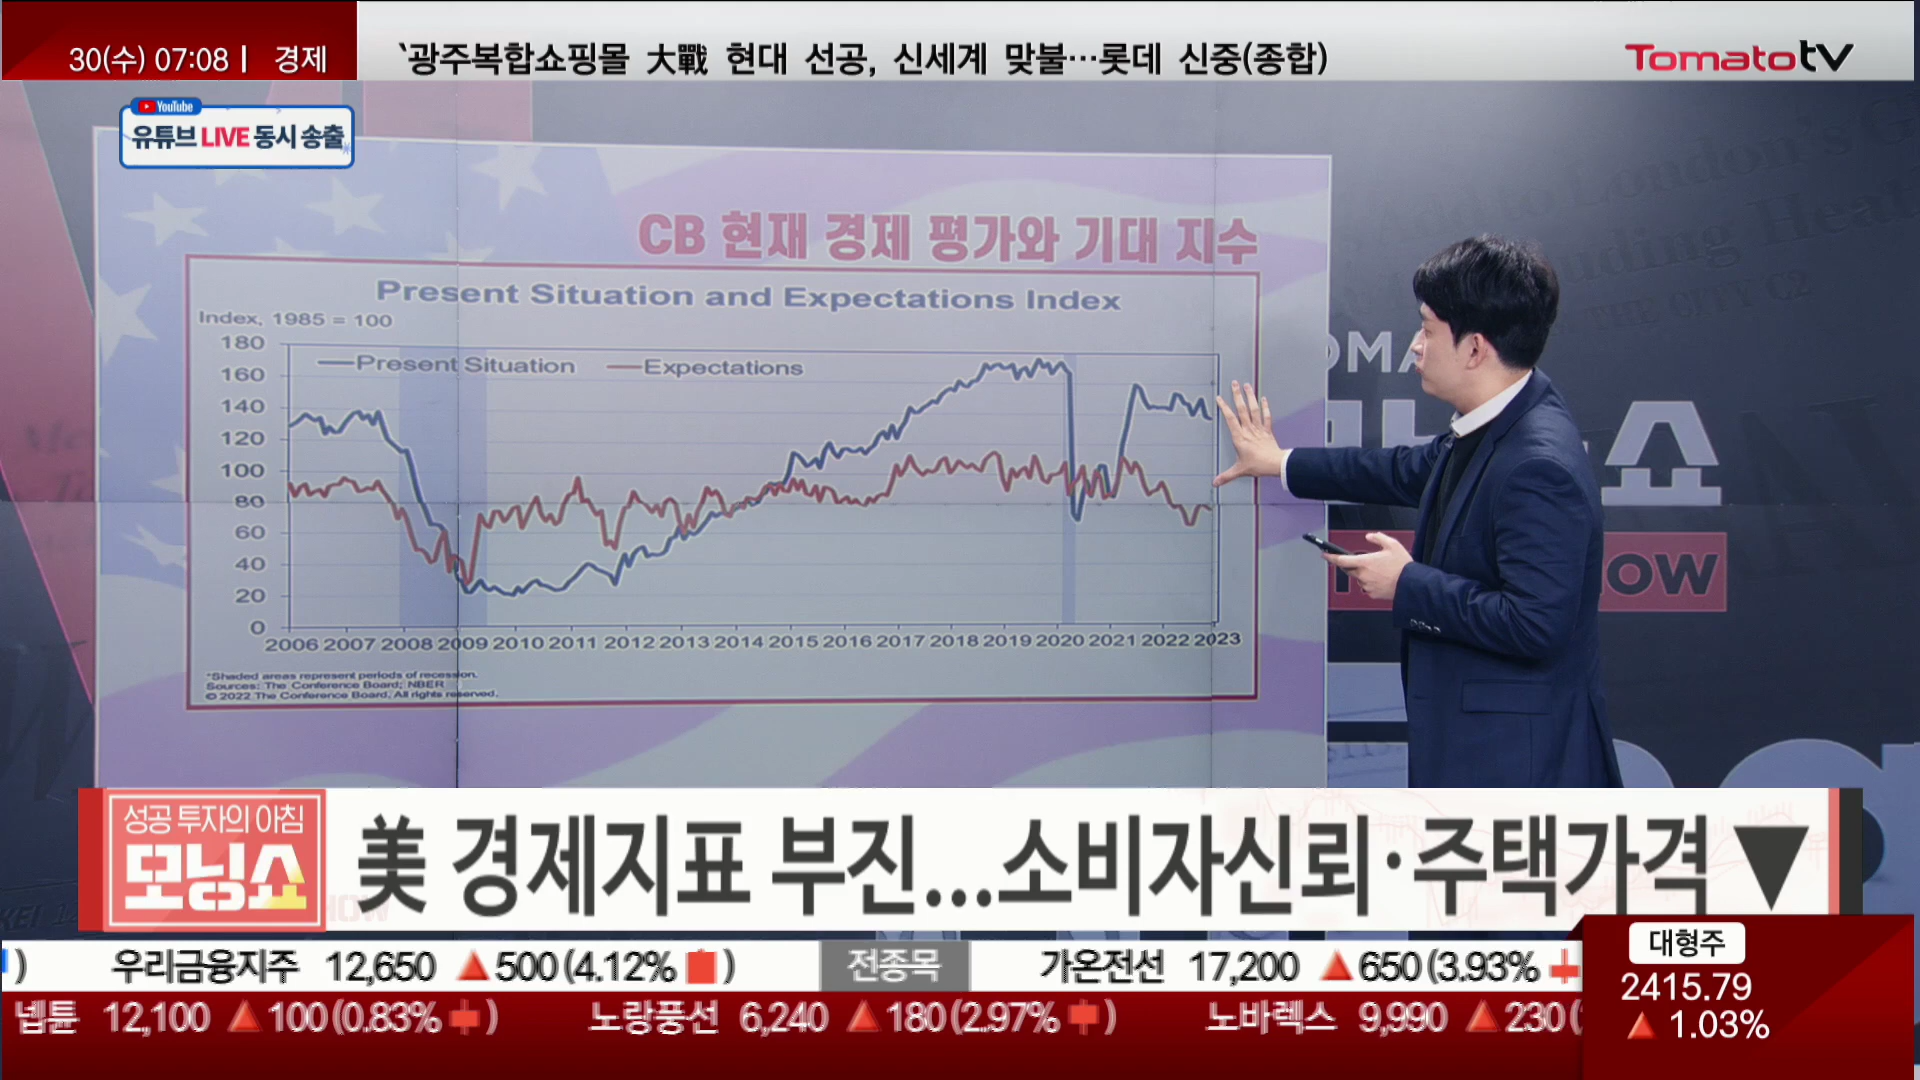 30(수) 07:08 | 경제
`광주복합쇼핑몰 大戰 현대 선공, 신세계 맞불…롯데 신중(종합)
Tomato tv
YouTube
유튜브 LIVE 동시 송출
CB 현재 경제 평가와 기대 지수
Present Situation and Expectations Index
Index, 1985 = 100
Present Situation
Expectations
180
160
140
120
100
80
60
40
20
0
2006 2007 2008 2009 2010 2011 2012 2013 2014 2015 2016 2017 2018 2019 2020 2021 2022 2023
*Shaded areas represent periods of recession.
Sources: The Conference Board; NBER
© 2022 The Conference Board. All rights reserved.
쇼
OW
성공 투자의 아침
모닝쇼
美 경제지표 부진...소비자신뢰·주택가격▼
) 우리금융지주 12,650 ▲500(4.12% ) 전종목 가온전선 17,200 ▲650(3.93%
넵튠 12,100 ▲100(0.83% ) 노랑풍선 6,240 ▲180(2.97% ) 노바렉스 9,990 ▲230(
대형주
2415.79
▲ 1.03%